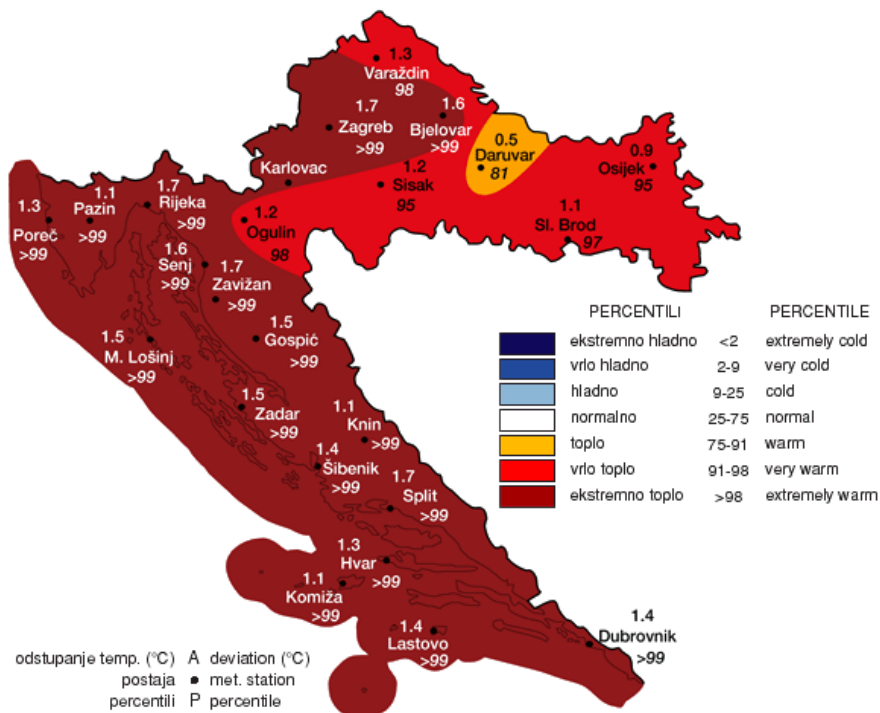 1.3
Varaždin
98
1.7
Zagreb
>99
1.6
Bjelovar
>99
0.5
Daruvar
81
0.9
Osijek
95
Karlovac
1.2
Sisak
95
1.1
Sl. Brod
97
1.3
Poreč
>99
1.1
Pazin
>99
1.7
Rijeka
>99
1.2
Ogulin
98
1.6
Senj
>99
1.7
Zavižan
>99
1.5
Gospić
>99
1.5
M. Lošinj
>99
1.5
Zadar
>99
1.1
Knin
>99
1.4
Šibenik
>99
1.7
Split
>99
1.3
Hvar
>99
1.1
Komiža
>99
1.4
Lastovo
>99
1.4
Dubrovnik
>99
PERCENTILI PERCENTILE
ekstremno hladno <2 extremely cold
vrlo hladno 2-9 very cold
hladno 9-25 cold
normalno 25-75 normal
toplo 75-91 warm
vrlo toplo 91-98 very warm
ekstremno toplo >98 extremely warm
odstupanje temp. (°C) A deviation (°C)
postaja ● met. station
percentili P percentile